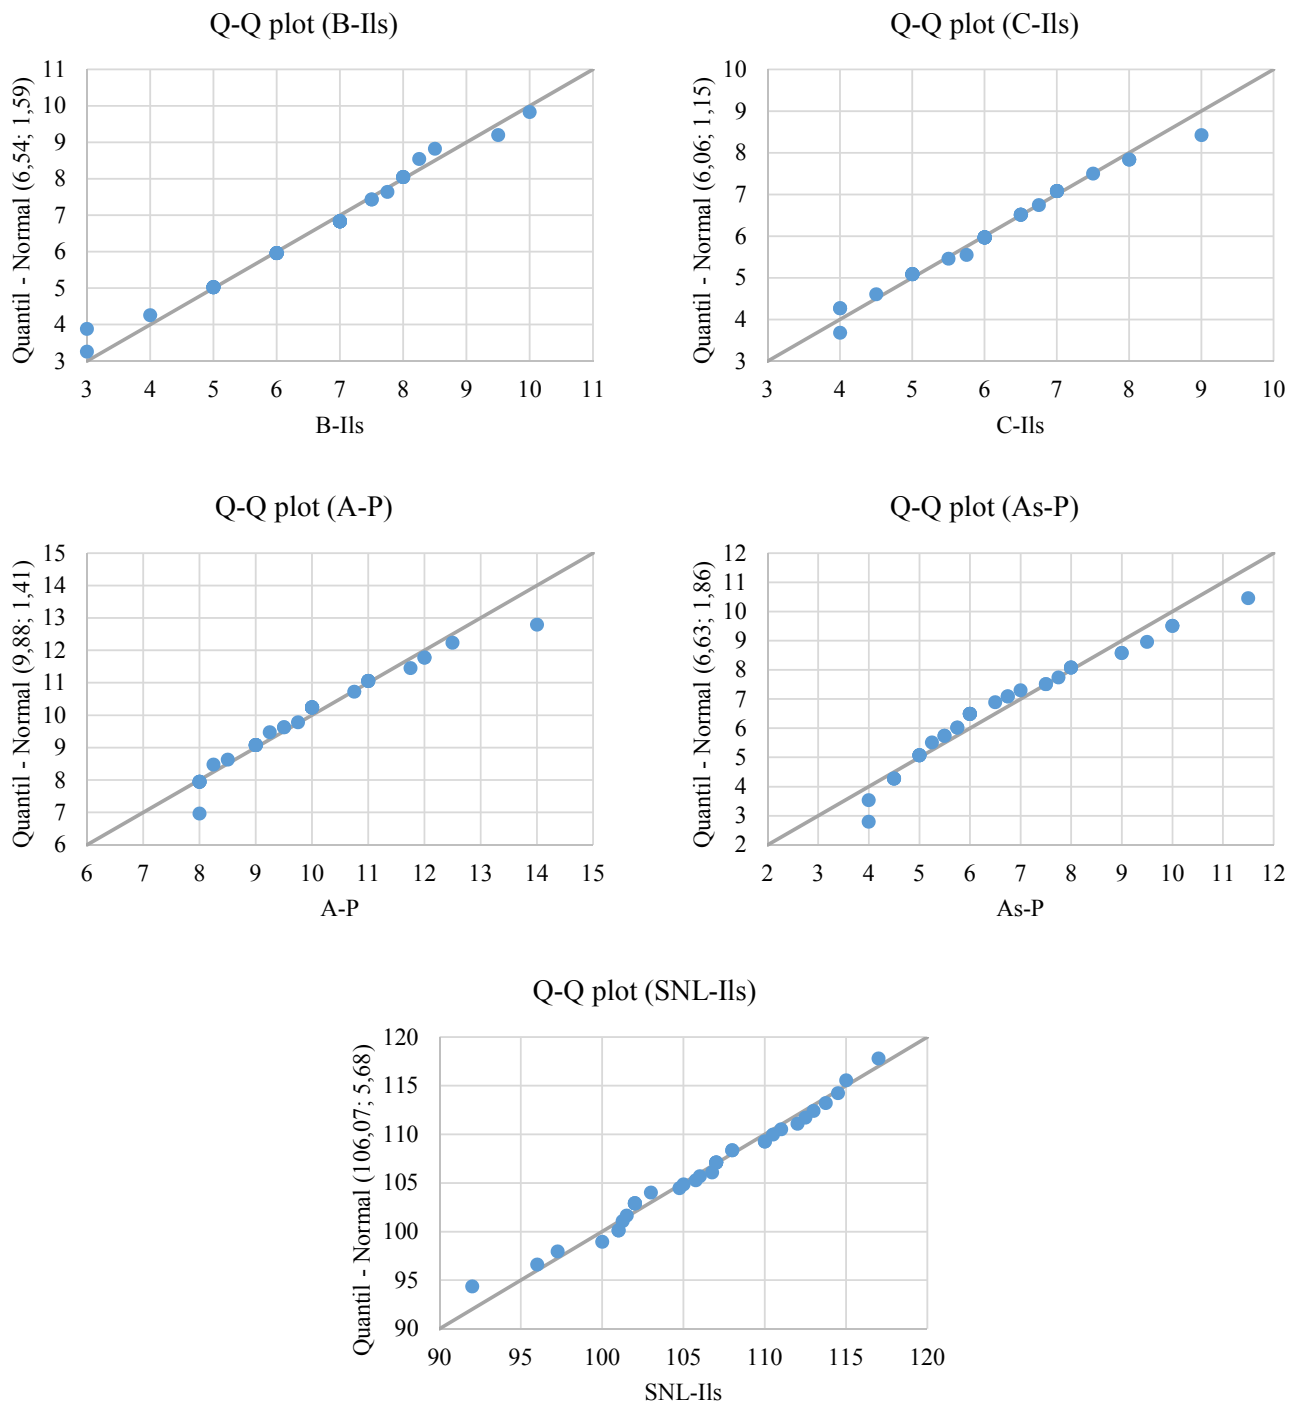 Q-Q plot (B-Ils)
Quantil - Normal (6,54; 1,59)
11
10
9
8
7
6
5
4
3
3 4 5 6 7 8 9 10 11
B-Ils
Q-Q plot (C-Ils)
Quantil - Normal (6,06; 1,15)
10
9
8
7
6
5
4
3
3 4 5 6 7 8 9 10
C-Ils
Q-Q plot (A-P)
Quantil - Normal (9,88; 1,41)
15
14
13
12
11
10
9
8
7
6
6 7 8 9 10 11 12 13 14 15
A-P
Q-Q plot (As-P)
Quantil - Normal (6,63; 1,86)
12
11
10
9
8
7
6
5
4
3
2
2 3 4 5 6 7 8 9 10 11 12
As-P
Q-Q plot (SNL-Ils)
Quantil - Normal (106,07; 5,68)
120
115
110
105
100
95
90
90 95 100 105 110 115 120
SNL-Ils